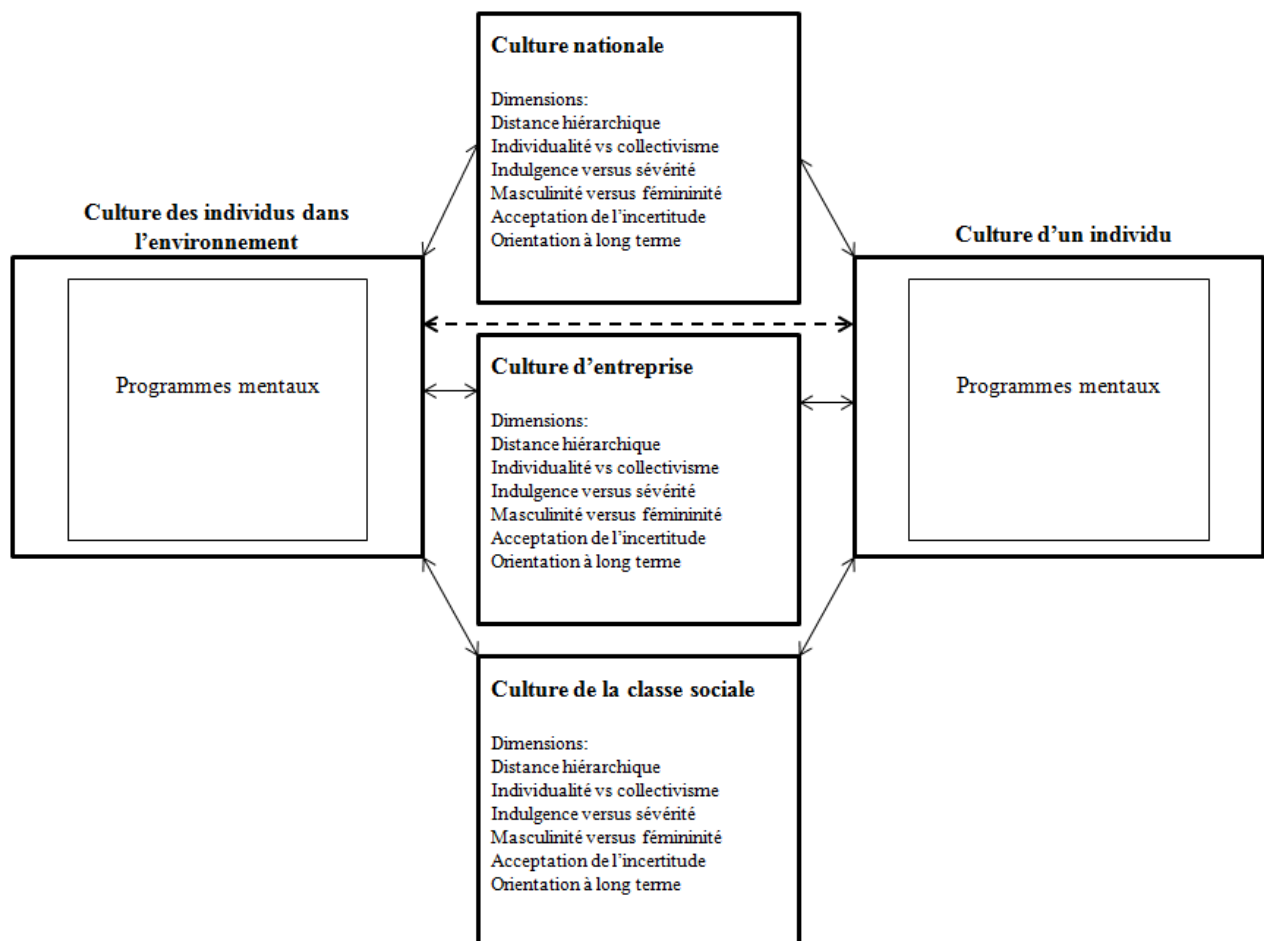 Culture nationale
Dimensions:
Distance hiérarchique
Individualité vs collectivisme
Indulgence versus sévérité
Masculinité versus fémininité
Acceptation de l'incertitude
Orientation à long terme
Culture des individus dans
l'environnement
Programmes mentaux
Culture d'entreprise
Dimensions:
Distance hiérarchique
Individualité vs collectivisme
Indulgence versus sévérité
Masculinité versus fémininité
Acceptation de l'incertitude
Orientation à long terme
Culture d'un individu
Programmes mentaux
Culture de la classe sociale
Dimensions:
Distance hiérarchique
Individualité vs collectivisme
Indulgence versus sévérité
Masculinité versus fémininité
Acceptation de l'incertitude
Orientation à long terme